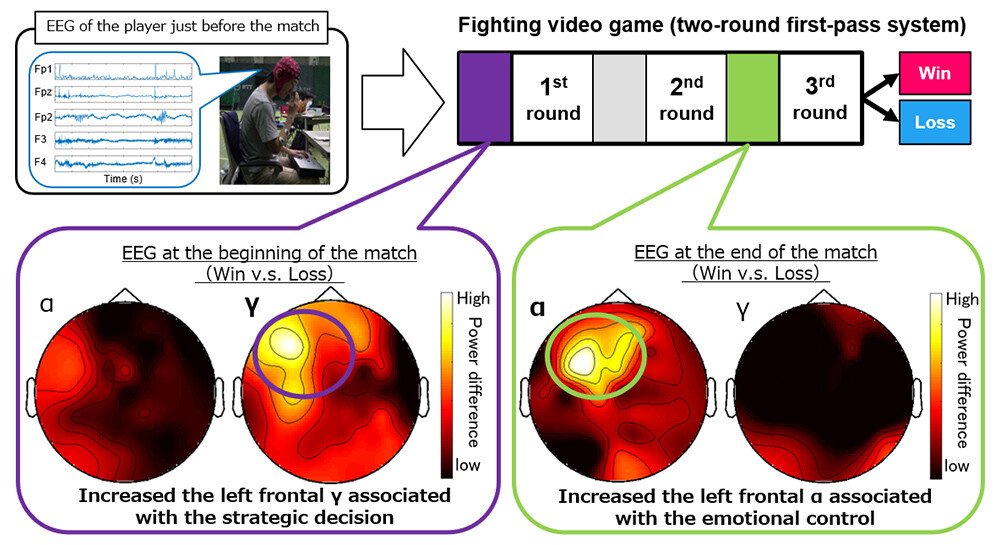 EEG of the player just before the match
Fp1
Fpz
Fp2
F3
F4
Time (s)
Fighting video game (two-round first-pass system)
1st
round
2nd
round
3rd
round
Win
Loss
EEG at the beginning of the match
(Win v.s. Loss)
α
γ
High
Power difference
low
Increased the left frontal γ associated
with the strategic decision
EEG at the end of the match
(Win v.s. Loss)
α
γ
High
Power difference
low
Increased the left frontal α associated
with the emotional control